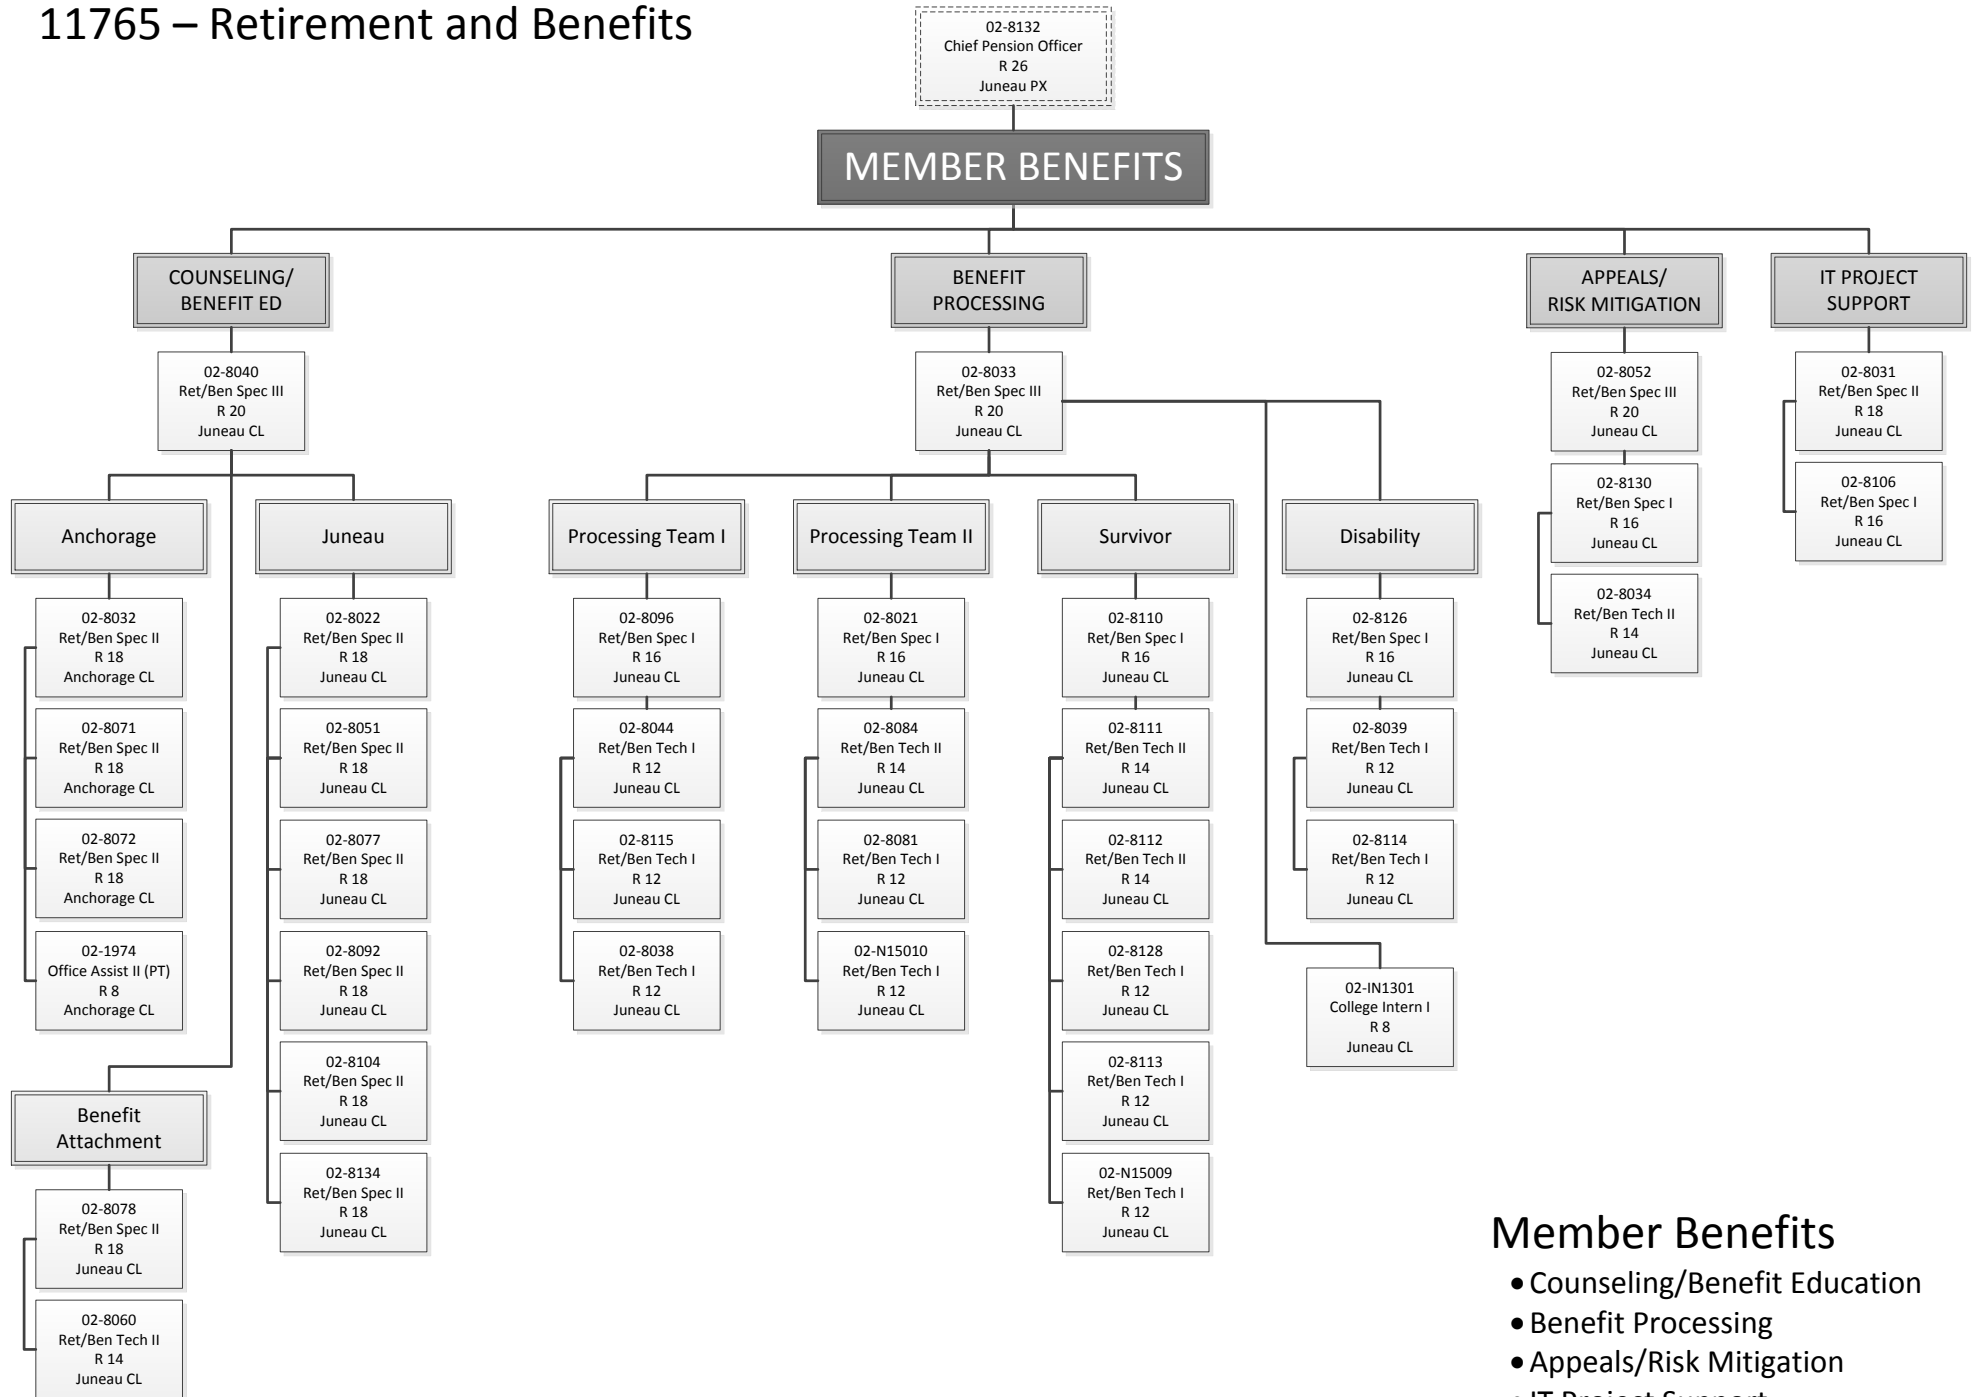 11765 – Retirement and Benefits
02-8132
Chief Pension Officer
R 26
Juneau PX
MEMBER BENEFITS
COUNSELING/
BENEFIT ED
02-8040
Ret/Ben Spec III
R 20
Juneau CL
Anchorage
02-8032
Ret/Ben Spec II
R 18
Anchorage CL
02-8071
Ret/Ben Spec II
R 18
Anchorage CL
02-8072
Ret/Ben Spec II
R 18
Anchorage CL
02-1974
Office Assist II (PT)
R 8
Anchorage CL
Juneau
02-8022
Ret/Ben Spec II
R 18
Juneau CL
02-8051
Ret/Ben Spec II
R 18
Juneau CL
02-8077
Ret/Ben Spec II
R 18
Juneau CL
02-8092
Ret/Ben Spec II
R 18
Juneau CL
02-8104
Ret/Ben Spec II
R 18
Juneau CL
02-8134
Ret/Ben Spec II
R 18
Juneau CL
Benefit
Attachment
02-8078
Ret/Ben Spec II
R 18
Juneau CL
02-8060
Ret/Ben Tech II
R 14
Juneau CL
BENEFIT
PROCESSING
02-8033
Ret/Ben Spec III
R 20
Juneau CL
Processing Team I
02-8096
Ret/Ben Spec I
R 16
Juneau CL
02-8044
Ret/Ben Tech I
R 12
Juneau CL
02-8115
Ret/Ben Tech I
R 12
Juneau CL
02-8038
Ret/Ben Tech I
R 12
Juneau CL
Processing Team II
02-8021
Ret/Ben Spec I
R 16
Juneau CL
02-8084
Ret/Ben Tech II
R 14
Juneau CL
02-8081
Ret/Ben Tech I
R 12
Juneau CL
02-N15010
Ret/Ben Tech I
R 12
Juneau CL
Survivor
02-8110
Ret/Ben Spec I
R 16
Juneau CL
02-8111
Ret/Ben Tech II
R 14
Juneau CL
02-8112
Ret/Ben Tech II
R 14
Juneau CL
02-8128
Ret/Ben Tech I
R 12
Juneau CL
02-8113
Ret/Ben Tech I
R 12
Juneau CL
02-N15009
Ret/Ben Tech I
R 12
Juneau CL
Disability
02-8126
Ret/Ben Spec I
R 16
Juneau CL
02-8039
Ret/Ben Tech I
R 12
Juneau CL
02-8114
Ret/Ben Tech I
R 12
Juneau CL
02-IN1301
College Intern I
R 8
Juneau CL
APPEALS/
RISK MITIGATION
02-8052
Ret/Ben Spec III
R 20
Juneau CL
02-8130
Ret/Ben Spec I
R 16
Juneau CL
02-8034
Ret/Ben Tech II
R 14
Juneau CL
IT PROJECT
SUPPORT
02-8031
Ret/Ben Spec II
R 18
Juneau CL
02-8106
Ret/Ben Spec I
R 16
Juneau CL
Member Benefits
• Counseling/Benefit Education
• Benefit Processing
• Appeals/Risk Mitigation
• IT Project Support